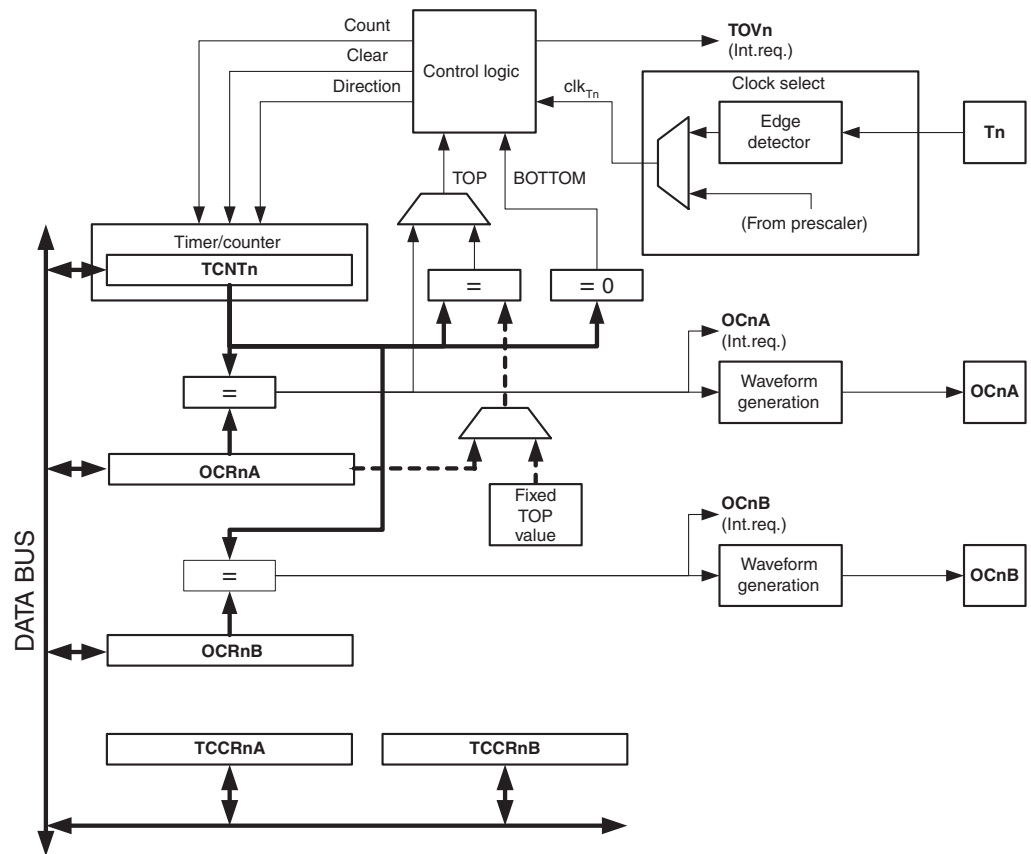 Count
Clear
Direction
Control logic
TOVn
(Int.req.)
clkTn
Clock select
Edge
detector
Tn
(From prescaler)
TOP
BOTTOM
Timer/counter
TCNTn
=
= 0
=
OCnA
(Int.req.)
Waveform
generation
OCnA
OCRnA
Fixed
TOP
value
OCnB
(Int.req.)
=
Waveform
generation
OCnB
OCRnB
DATA BUS
TCCRnA
TCCRnB